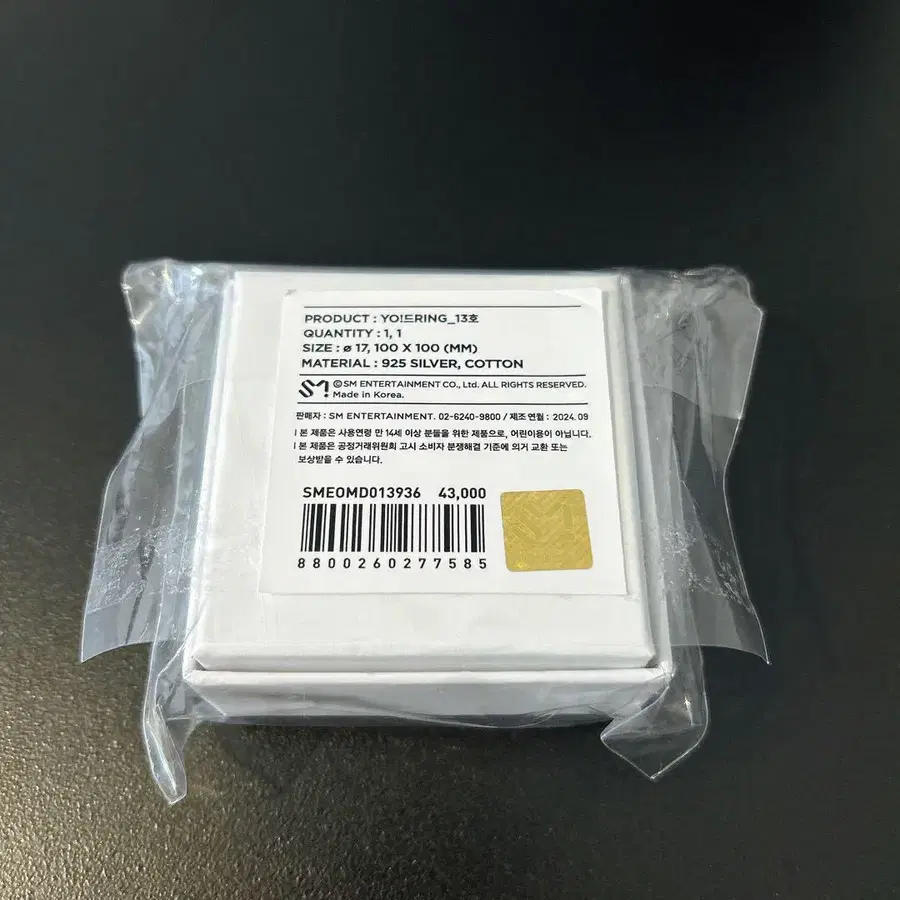 PRODUCT : YO!드RING_13호
QUANTITY : 1, 1
SIZE : ø 17, 100 X 100 (MM)
MATERIAL : 925 SILVER, COTTON
SM ©SM ENTERTAINMENT CO., Ltd. ALL RIGHTS RESERVED.
Made in Korea.
판매자 : SM ENTERTAINMENT. 02-6240-9800 / 제조 연월 : 2024. 09
I 본 제품은 사용연령 만 14세 이상 분들을 위한 제품으로, 어린이용이 아닙니다.
I 본 제품은 공정거래위원회 고시 소비자 분쟁해결 기준에 의거 교환 또는
보상받을 수 있습니다.
SMEOMD013936 43,000
8800260277585